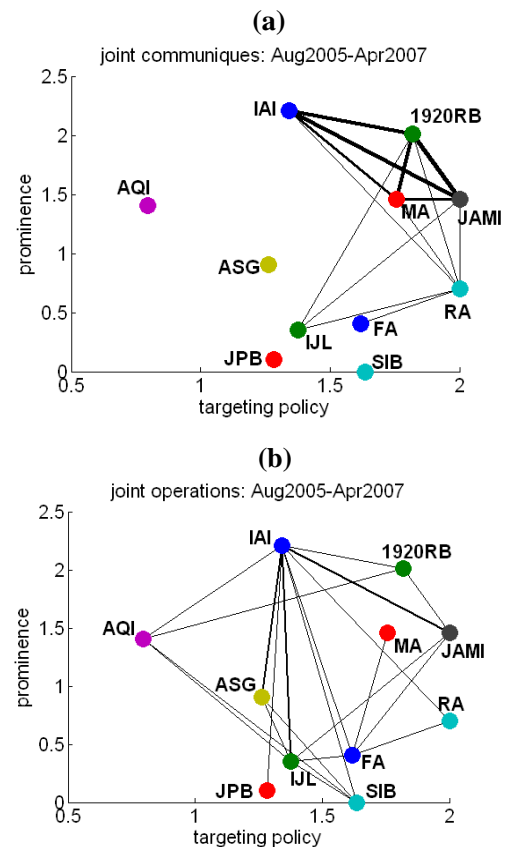 (a)
joint communiques: Aug2005-Apr2007
2.5
IAI
1920RB
2
AQI
1.5
MA
JAMI
prominence
1
ASG
RA
0.5
IJL
FA
JPB
SIB
0
0.5
1
1.5
2
targeting policy
(b)
joint operations: Aug2005-Apr2007
2.5
IAI
1920RB
2
AQI
1.5
MA
JAMI
prominence
1
ASG
RA
0.5
IJL
FA
JPB
SIB
0
0.5
1
1.5
2
targeting policy